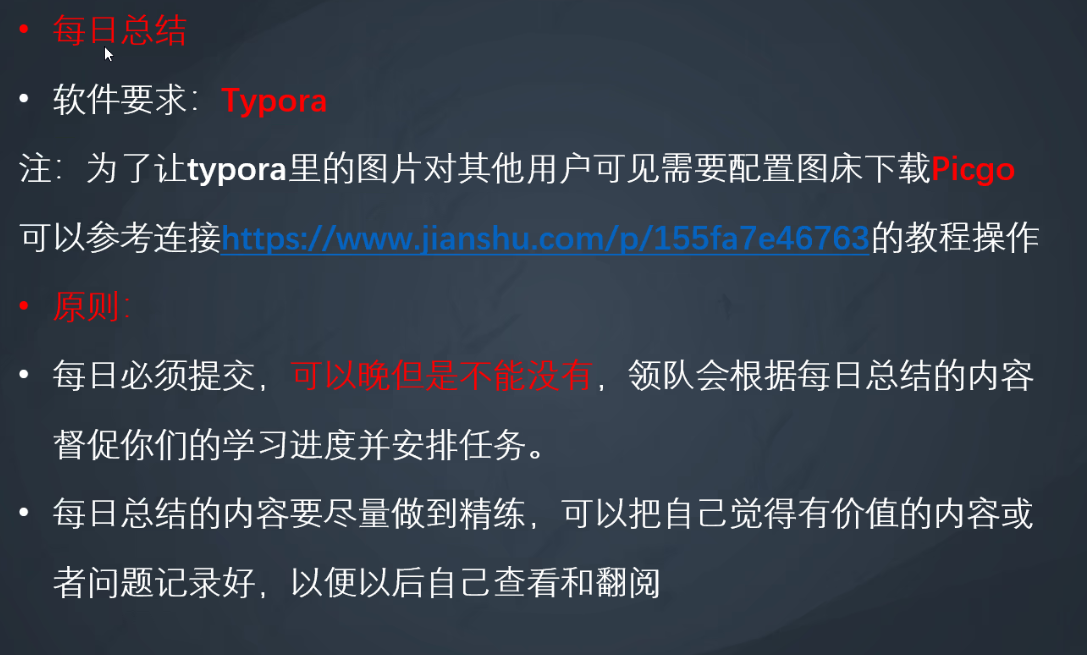 • 每日总结
• 软件要求：Typora
注：为了让typora里的图片对其他用户可见需要配置图床下载Picgo
可以参考连接https://www.jianshu.com/p/155fa7e46763的教程操作
• 原则：
• 每日必须提交，可以晚但是不能没有，领队会根据每日总结的内容
督促你们的学习进度并安排任务。
• 每日总结的内容要尽量做到精练，可以把自己觉得有价值的内容或
者问题记录好，以便以后自己查看和翻阅